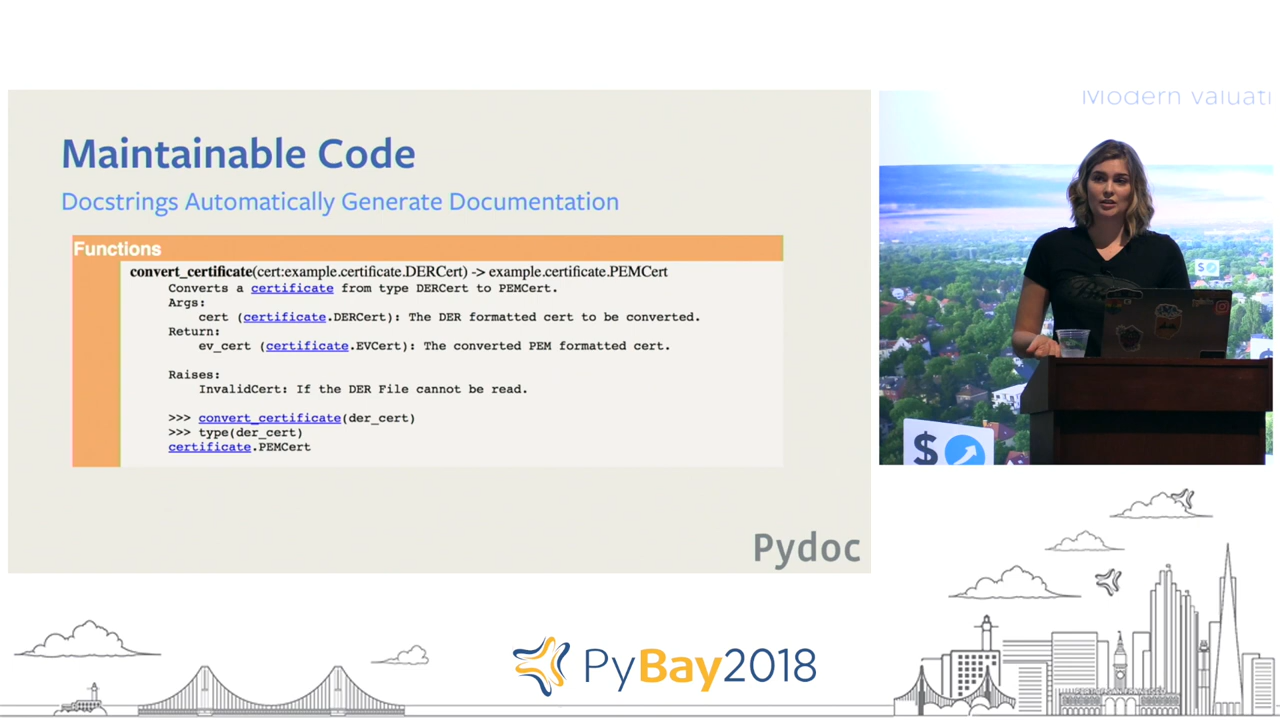 Maintainable Code
Docstrings Automatically Generate Documentation
Functions
convert_certificate(cert:example.certificate.DERCert) -> example.certificate.PEMCert
Converts a certificate from type DERCert to PEMCert.
Args:
cert (certificate.DERCert): The DER formatted cert to be converted.
Return:
ev_cert (certificate.EVCert): The converted PEM formatted cert.
Raises:
InvalidCert: If the DER File cannot be read.
>>> convert_certificate(der_cert)
>>> type(der_cert)
certificate.PEMCert
Pydoc
Modern Valuati
$
$
PyBay2018